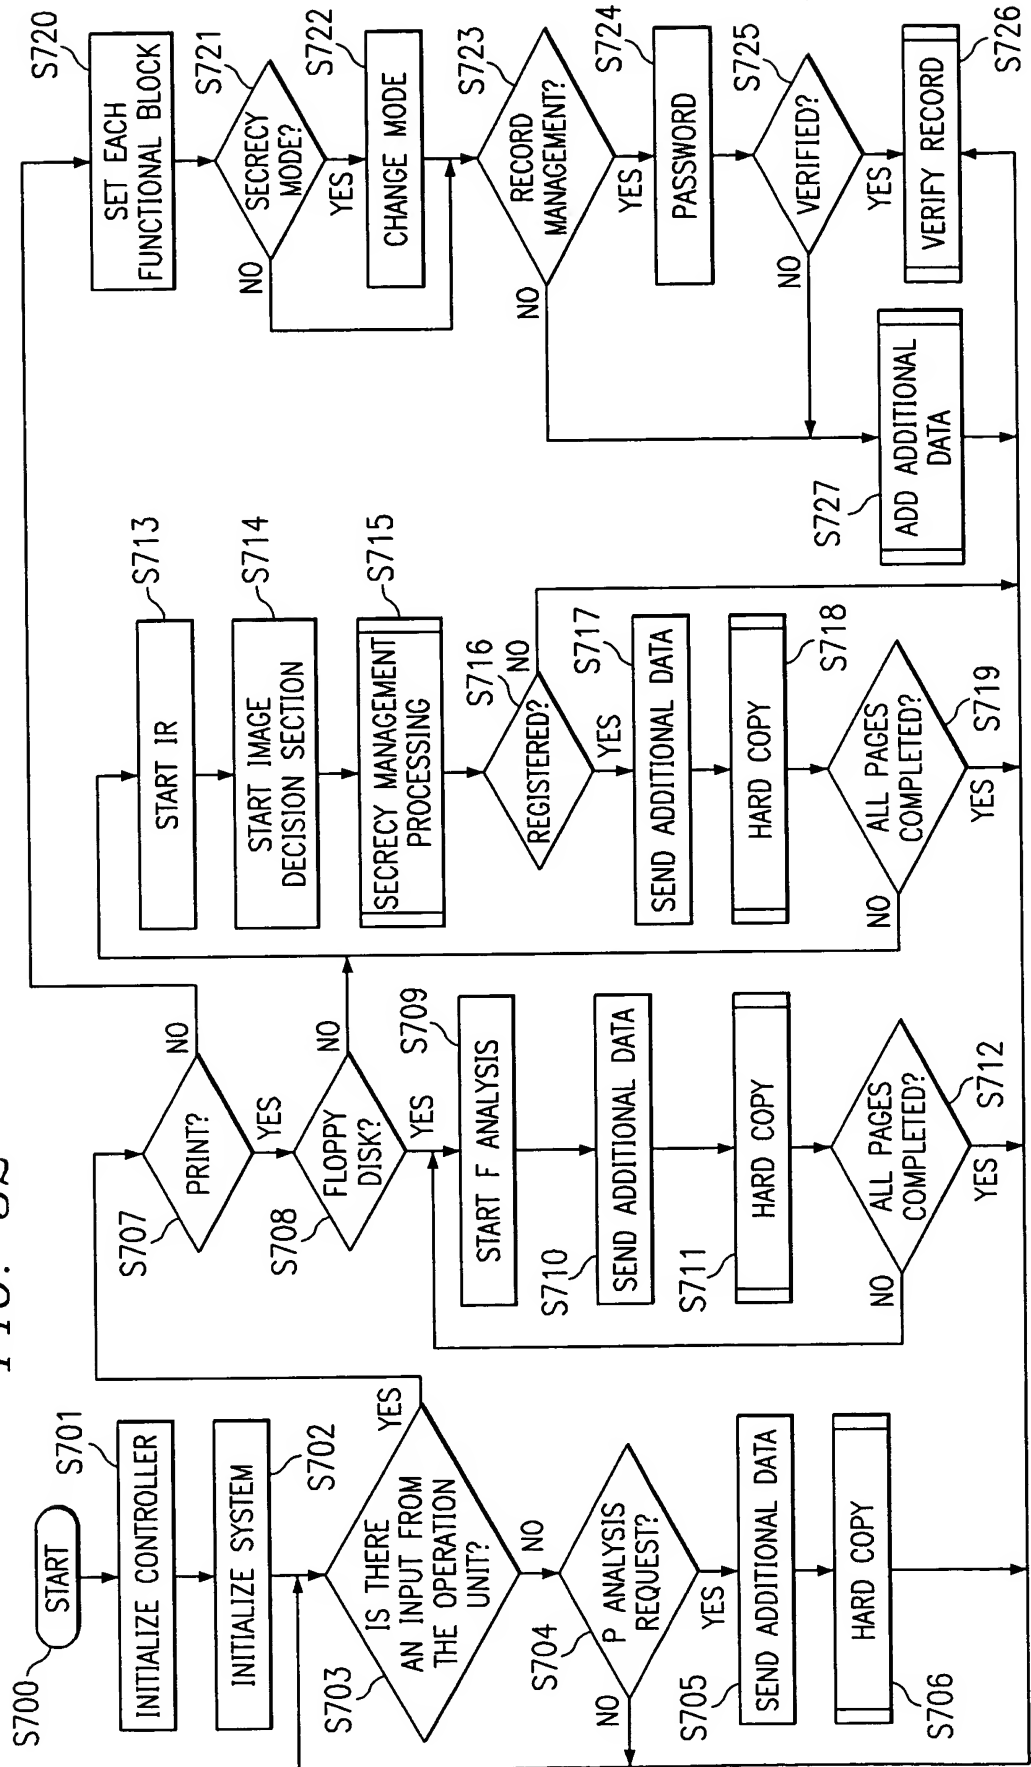 S700
START
S701
INITIALIZE CONTROLLER
S702
INITIALIZE SYSTEM
S703
IS THERE
AN INPUT FROM
THE OPERATION
UNIT?
YES
NO
S704
P ANALYSIS
REQUEST?
NO
YES
S705
SEND ADDITIONAL DATA
S706
HARD COPY
S707
PRINT?
NO
YES
S708
FLOPPY
DISK?
NO
YES
S709
START F ANALYSIS
S710
SEND ADDITIONAL DATA
S711
HARD COPY
S712
ALL PAGES
COMPLETED?
NO
YES
S713
START IR
S714
START IMAGE
DECISION SECTION
S715
SECRECY MANAGEMENT
PROCESSING
S716
REGISTERED?
NO
YES
S717
SEND ADDITIONAL DATA
S718
HARD COPY
S719
ALL PAGES
COMPLETED?
NO
YES
S720
SET EACH
FUNCTIONAL BLOCK
S721
SECRECY
MODE?
NO
YES
S722
CHANGE MODE
S723
RECORD
MANAGEMENT?
NO
YES
S724
PASSWORD
S725
VERIFIED?
NO
YES
S726
VERIFY RECORD
S727
ADD ADDITIONAL
DATA